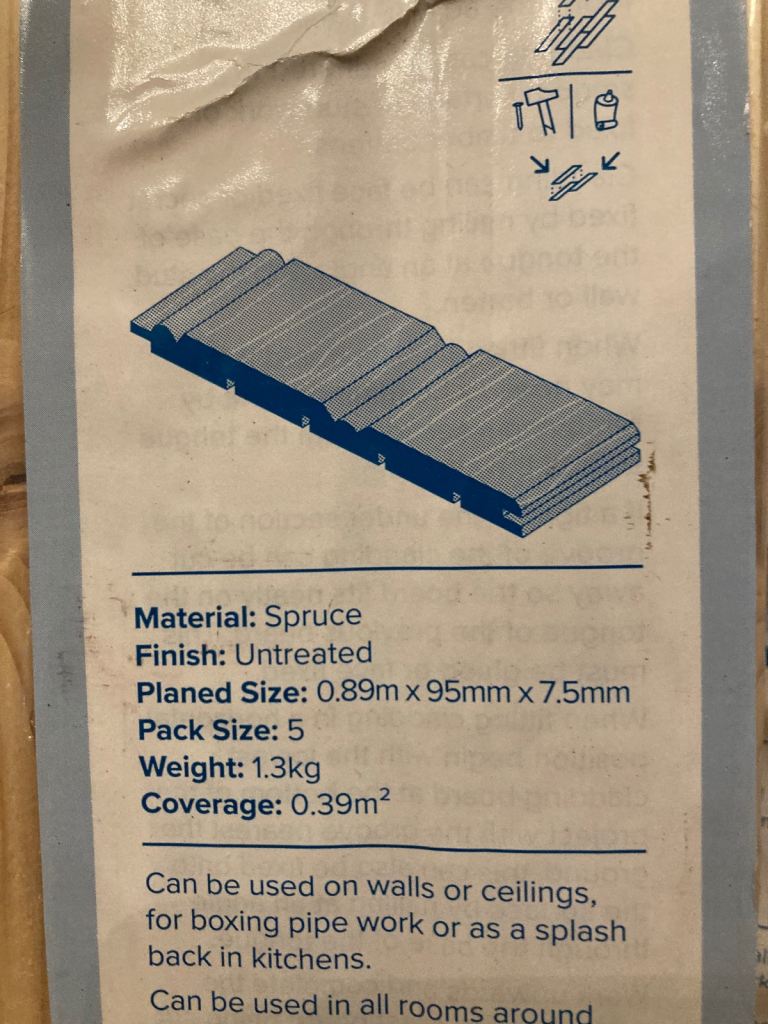 Material: Spruce
Finish: Untreated
Planed Size: 0.89m x 95mm x 7.5mm
Pack Size: 5
Weight: 1.3kg
Coverage: 0.39m²
Can be used on walls or ceilings,
for boxing pipe work or as a splash
back in kitchens.
Can be used in all rooms around